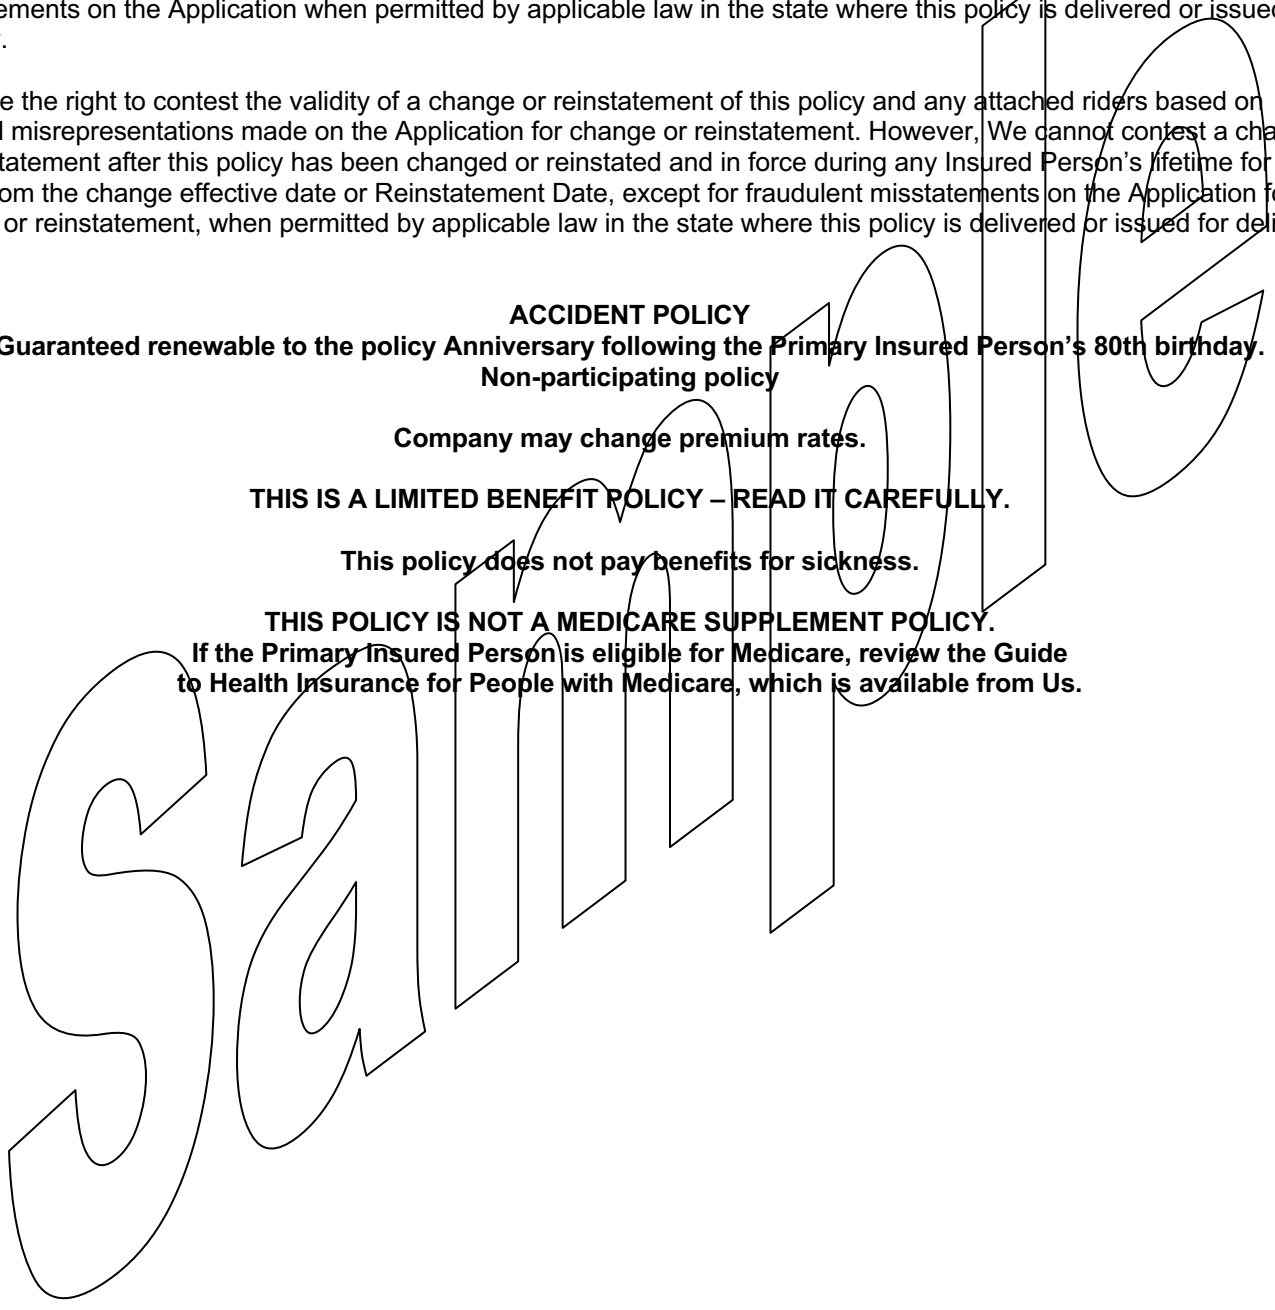 ements on the Application when permitted by applicable law in the state where this policy is delivered or issued
.
e the right to contest the validity of a change or reinstatement of this policy and any attached riders based on
misrepresentations made on the Application for change or reinstatement. However, We cannot contest a cha
tatement after this policy has been changed or reinstated and in force during any Insured Person’s lifetime for
om the change effective date or Reinstatement Date, except for fraudulent misstatements on the Application fo
or reinstatement, when permitted by applicable law in the state where this policy is delivered or issued for deli
ACCIDENT POLICY
Guaranteed renewable to the policy Anniversary following the Primary Insured Person’s 80th birthday.
Non-participating policy
Company may change premium rates.
THIS IS A LIMITED BENEFIT POLICY – READ IT CAREFULLY.
This policy does not pay benefits for sickness.
THIS POLICY IS NOT A MEDICARE SUPPLEMENT POLICY.
If the Primary Insured Person is eligible for Medicare, review the Guide
to Health Insurance for People with Medicare, which is available from Us.
Sample